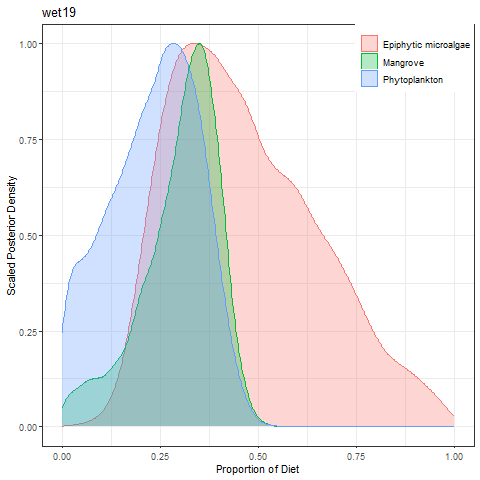 wet19
Epiphytic microalgae
Mangrove
Phytoplankton
1.00
0.75
0.50
0.25
0.00
Scaled Posterior Density
0.00 0.25 0.50 0.75 1.00
Proportion of Diet